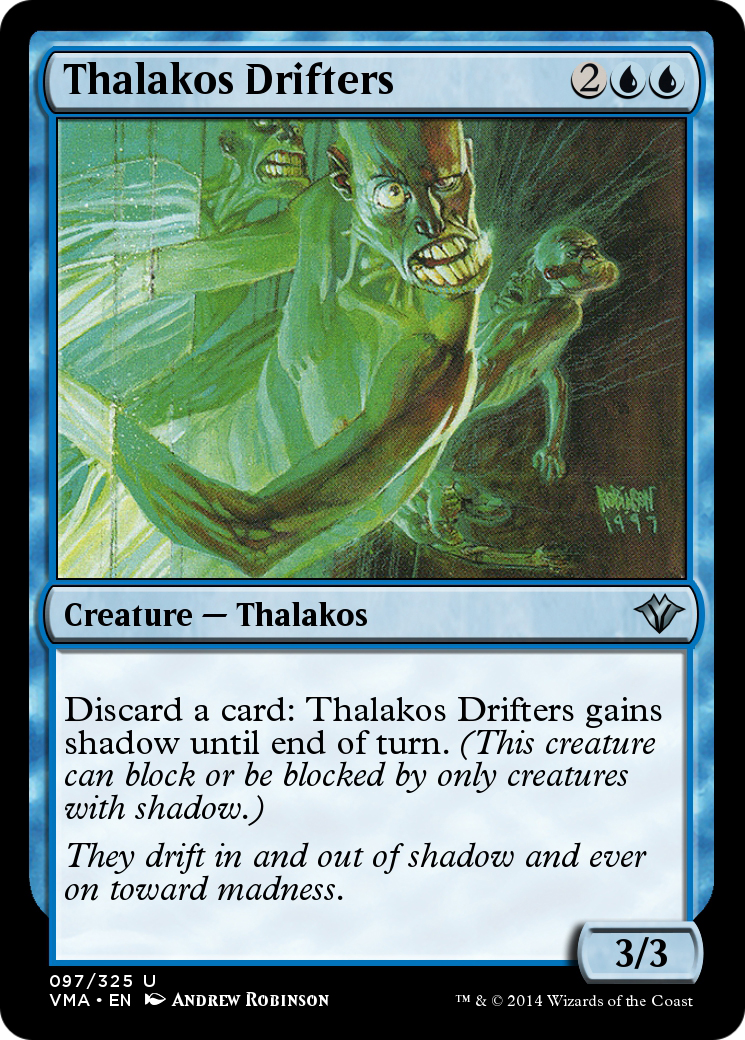 Thalakos Drifters 2
ROBINSON
1997
Creature — Thalakos
Discard a card: Thalakos Drifters gains
shadow until end of turn. (This creature
can block or be blocked by only creatures
with shadow.)
They drift in and out of shadow and ever
on toward madness.
3/3
097/325 U
VMA • EN Andrew Robinson
™ & © 2014 Wizards of the Coast